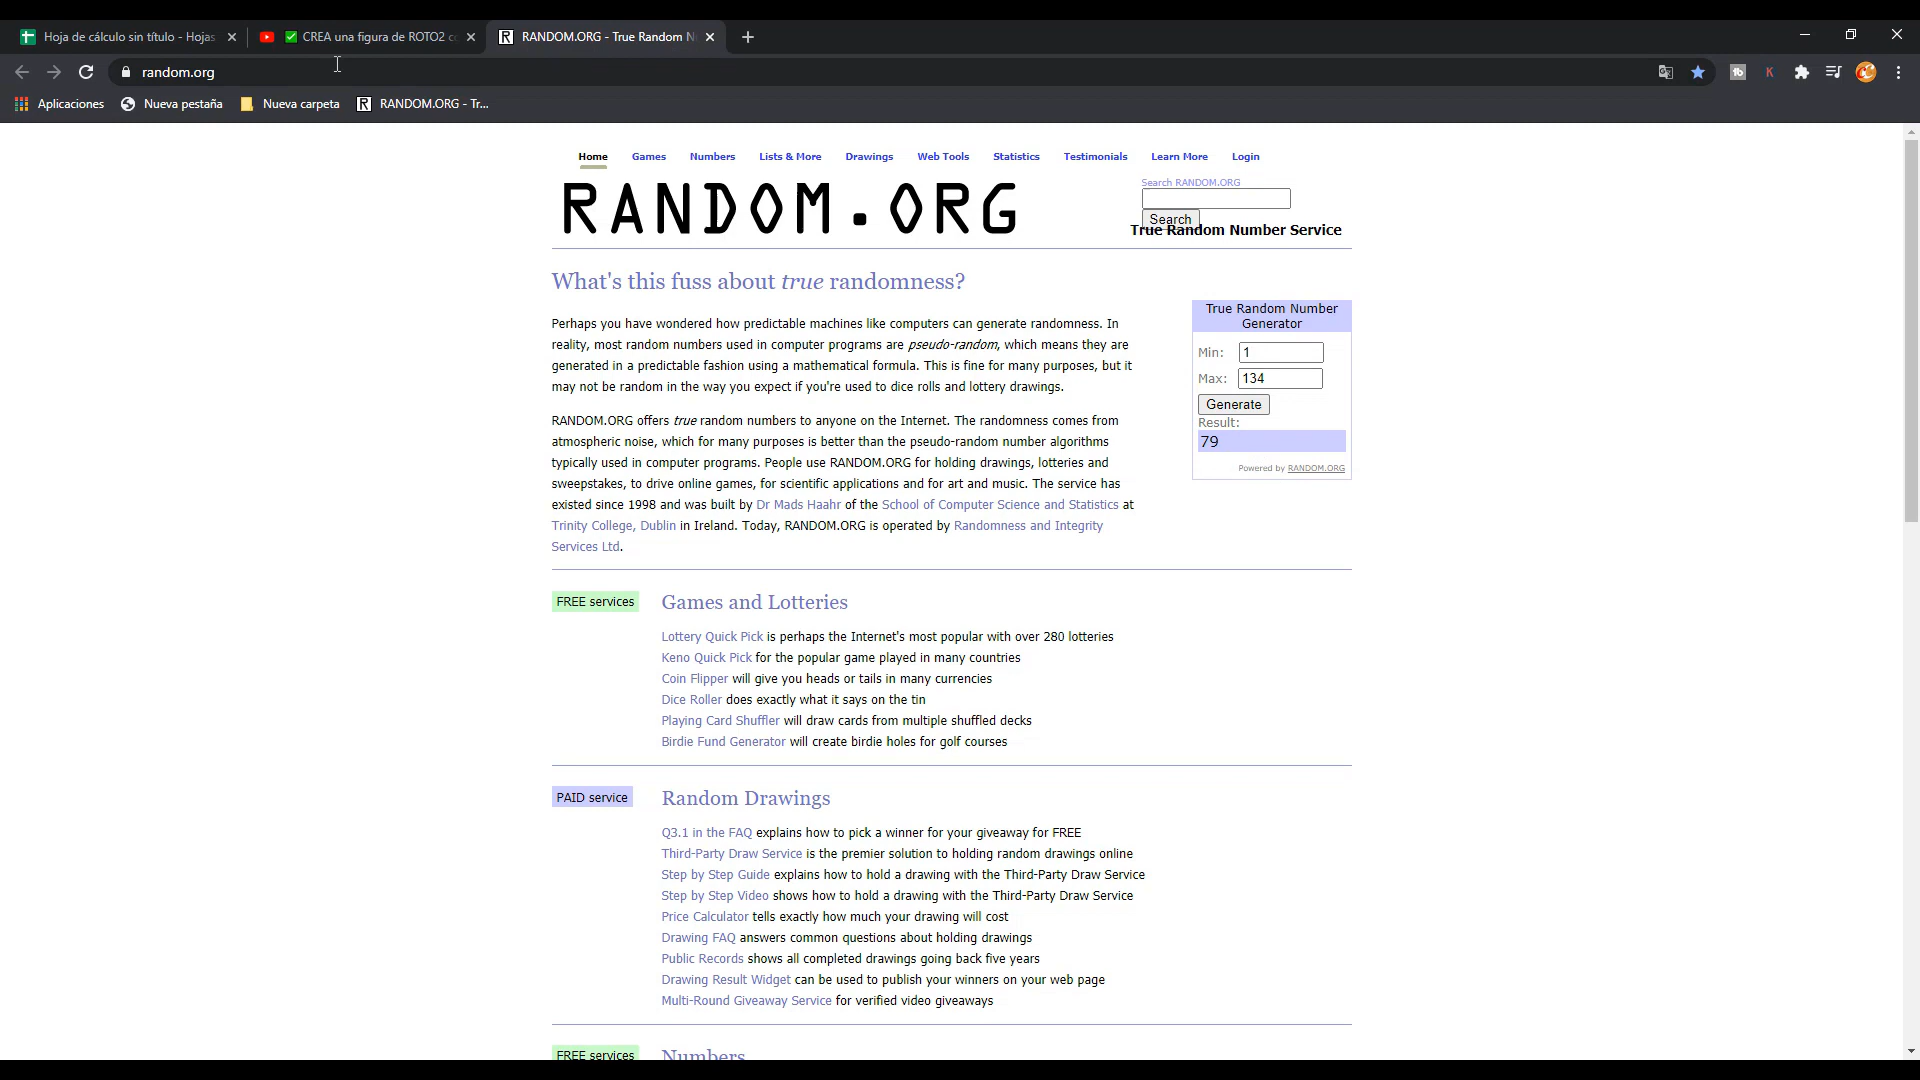 Hoja de cálculo sin título - Hojas
CREA una figura de ROTO2 c
RANDOM.ORG - True Random N
random.org
Aplicaciones
Nueva pestaña
Nueva carpeta
RANDOM.ORG - Tr...
Home Games Numbers Lists & More Drawings Web Tools Statistics Testimonials Learn More Login
RANDOM.ORG
Search RANDOM.ORG
Search
True Random Number Service
What's this fuss about true randomness?
Perhaps you have wondered how predictable machines like computers can generate randomness. In
reality, most random numbers used in computer programs are pseudo-random, which means they are
generated in a predictable fashion using a mathematical formula. This is fine for many purposes, but it
may not be random in the way you expect if you're used to dice rolls and lottery drawings.
RANDOM.ORG offers true random numbers to anyone on the Internet. The randomness comes from
atmospheric noise, which for many purposes is better than the pseudo-random number algorithms
typically used in computer programs. People use RANDOM.ORG for holding drawings, lotteries and
sweepstakes, to drive online games, for scientific applications and for art and music. The service has
existed since 1998 and was built by Dr Mads Haahr of the School of Computer Science and Statistics at
Trinity College, Dublin in Ireland. Today, RANDOM.ORG is operated by Randomness and Integrity
Services Ltd.
True Random Number
Generator
Min: 1
Max: 134
Generate
Result:
79
Powered by RANDOM.ORG
FREE services
Games and Lotteries
Lottery Quick Pick is perhaps the Internet's most popular with over 280 lotteries
Keno Quick Pick for the popular game played in many countries
Coin Flipper will give you heads or tails in many currencies
Dice Roller does exactly what it says on the tin
Playing Card Shuffler will draw cards from multiple shuffled decks
Birdie Fund Generator will create birdie holes for golf courses
PAID service
Random Drawings
Q3.1 in the FAQ explains how to pick a winner for your giveaway for FREE
Third-Party Draw Service is the premier solution to holding random drawings online
Step by Step Guide explains how to hold a drawing with the Third-Party Draw Service
Step by Step Video shows how to hold a drawing with the Third-Party Draw Service
Price Calculator tells exactly how much your drawing will cost
Drawing FAQ answers common questions about holding drawings
Public Records shows all completed drawings going back five years
Drawing Result Widget can be used to publish your winners on your web page
Multi-Round Giveaway Service for verified video giveaways
FREE services
Numbers